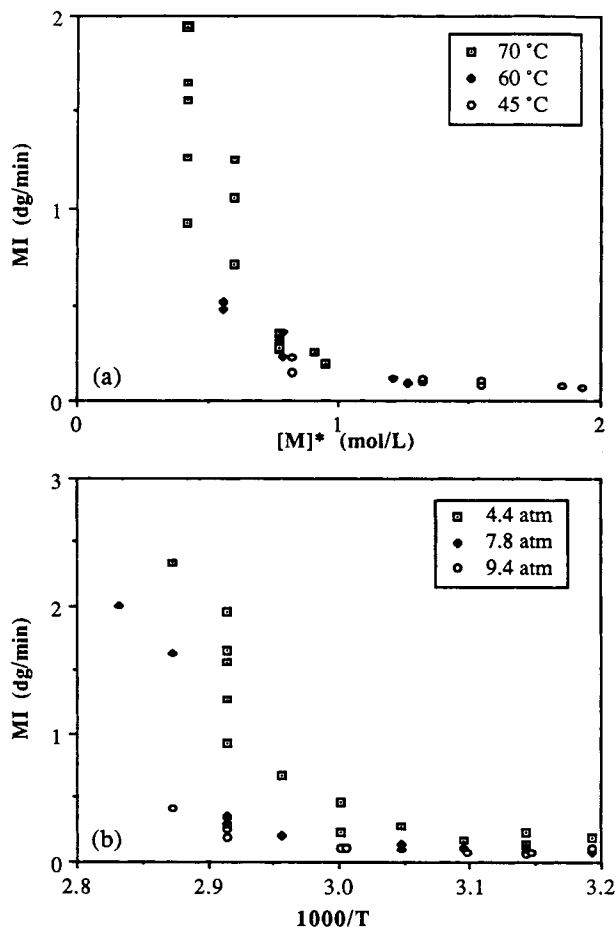 2
70 °C
60 °C
45 °C
MI (dg/min)
1
(a)
0
0
1
2
[M]* (mol/L)
3
4.4 atm
7.8 atm
9.4 atm
2
MI (dg/min)
1
(b)
0
2.8
2.9
3.0
3.1
3.2
1000/T